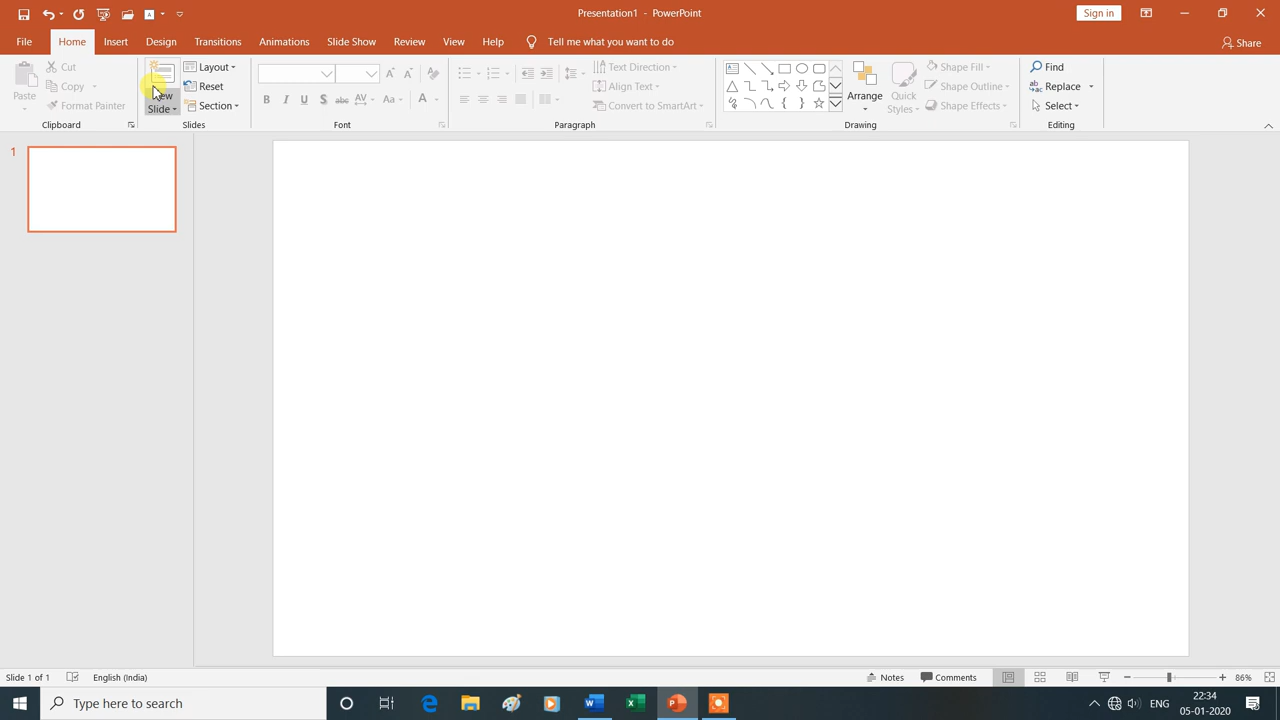 Presentation1 - PowerPoint
Sign in
File Home Insert Design Transitions Animations Slide Show Review View Help Tell me what you want to do Share
Paste
Cut
Copy
Format Painter
Clipboard
New
Slide
Layout
Reset
Section
Slides
B I U S abc AV Aa A
Font
Text Direction
Align Text
Convert to SmartArt
Paragraph
Arrange
Quick
Styles
Shape Fill
Shape Outline
Shape Effects
Drawing
Find
Replace
Select
Editing
1
Slide 1 of 1 English (India) Notes Comments 86%
Type here to search
ENG
22:34
05-01-2020